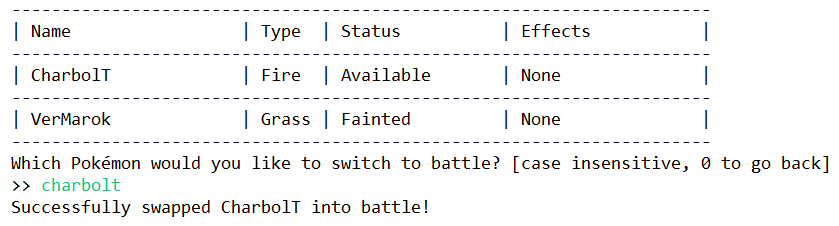 ----------------------------------------------------------------------
| Name                 | Type  | Status          | Effects           |
----------------------------------------------------------------------
| CharbolT             | Fire  | Available       | None              |
----------------------------------------------------------------------
| VerMarok             | Grass | Fainted         | None              |
----------------------------------------------------------------------
Which Pokémon would you like to switch to battle? [case insensitive, 0 to go back]
>> charbolt
Successfully swapped CharbolT into battle!